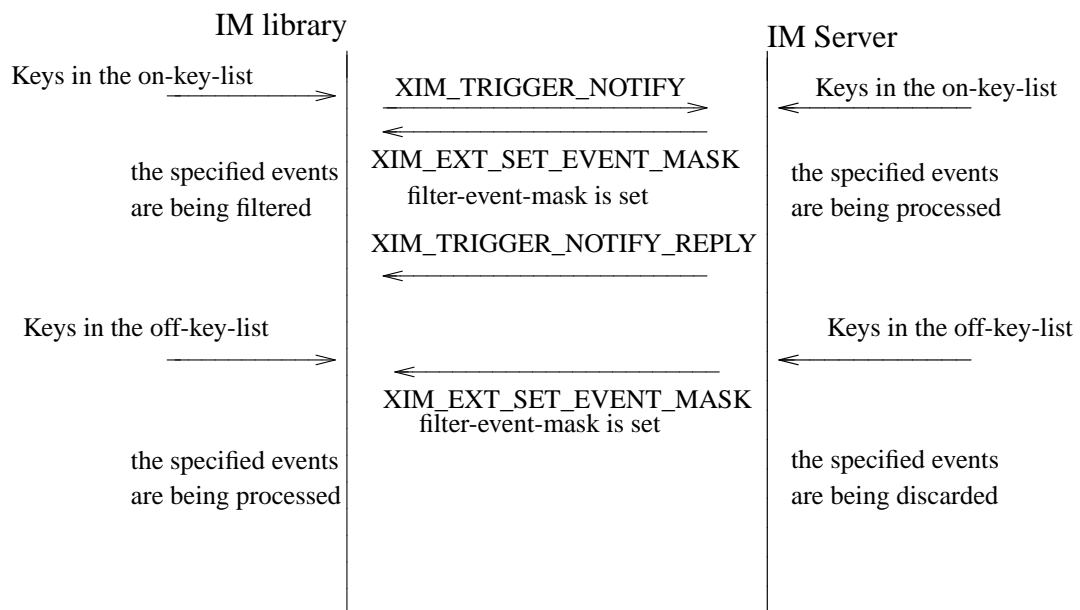 IM library
IM Server
Keys in the on-key-list
XIM_TRIGGER_NOTIFY
Keys in the on-key-list
XIM_EXT_SET_EVENT_MASK
filter-event-mask is set
the specified events
are being filtered
the specified events
are being processed
XIM_TRIGGER_NOTIFY_REPLY
Keys in the off-key-list
Keys in the off-key-list
XIM_EXT_SET_EVENT_MASK
filter-event-mask is set
the specified events
are being processed
the specified events
are being discarded